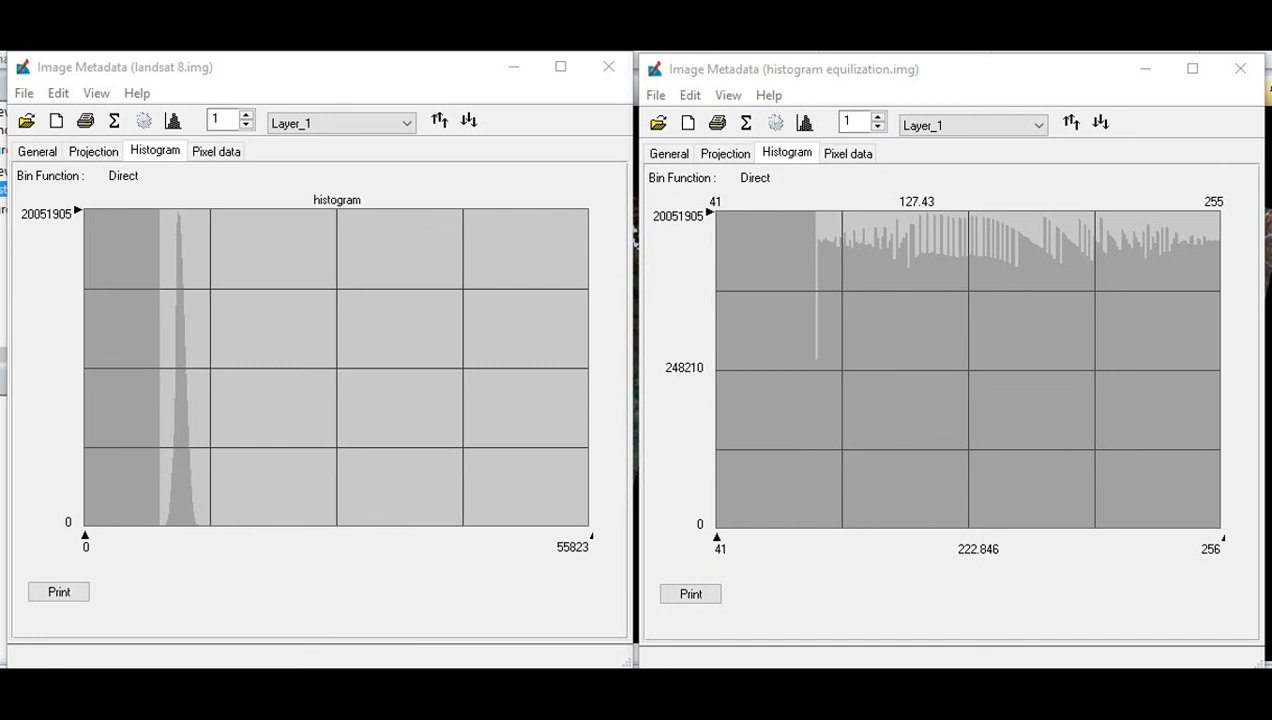 Image Metadata (landsat 8.img)
File Edit View Help
1 Layer_1
General Projection Histogram Pixel data
Bin Function : Direct
histogram
20051905
0
0 55823
Print
Image Metadata (histogram equilization.img)
File Edit View Help
1 Layer_1
General Projection Histogram Pixel data
Bin Function : Direct
41 127.43 255
20051905
248210
0
41 222.846 256
Print